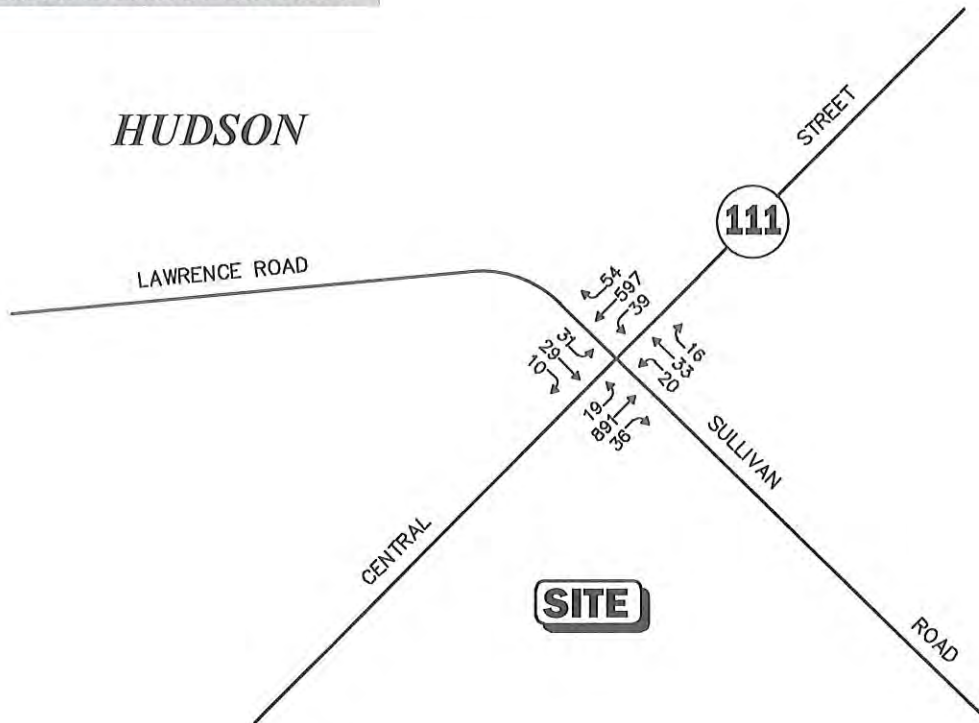 HUDSON
STREET
111
LAWRENCE ROAD
54
597
39
31
29
10
16
33
20
19
891
36
SULLIVAN
CENTRAL
SITE
ROAD